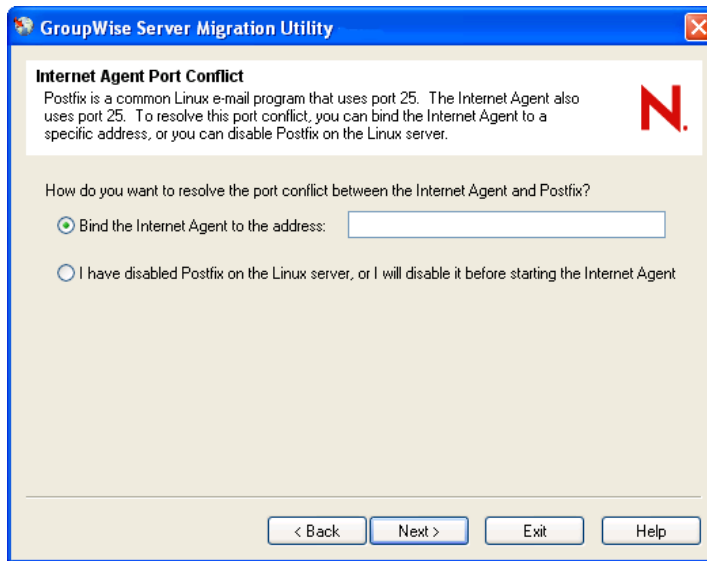 GroupWise Server Migration Utility
Internet Agent Port Conflict
Postfix is a common Linux e-mail program that uses port 25. The Internet Agent also
uses port 25. To resolve this port conflict, you can bind the Internet Agent to a
specific address, or you can disable Postfix on the Linux server.
N.
How do you want to resolve the port conflict between the Internet Agent and Postfix?
Bind the Internet Agent to the address:
I have disabled Postfix on the Linux server, or I will disable it before starting the Internet Agent
< Back
Next >
Exit
Help